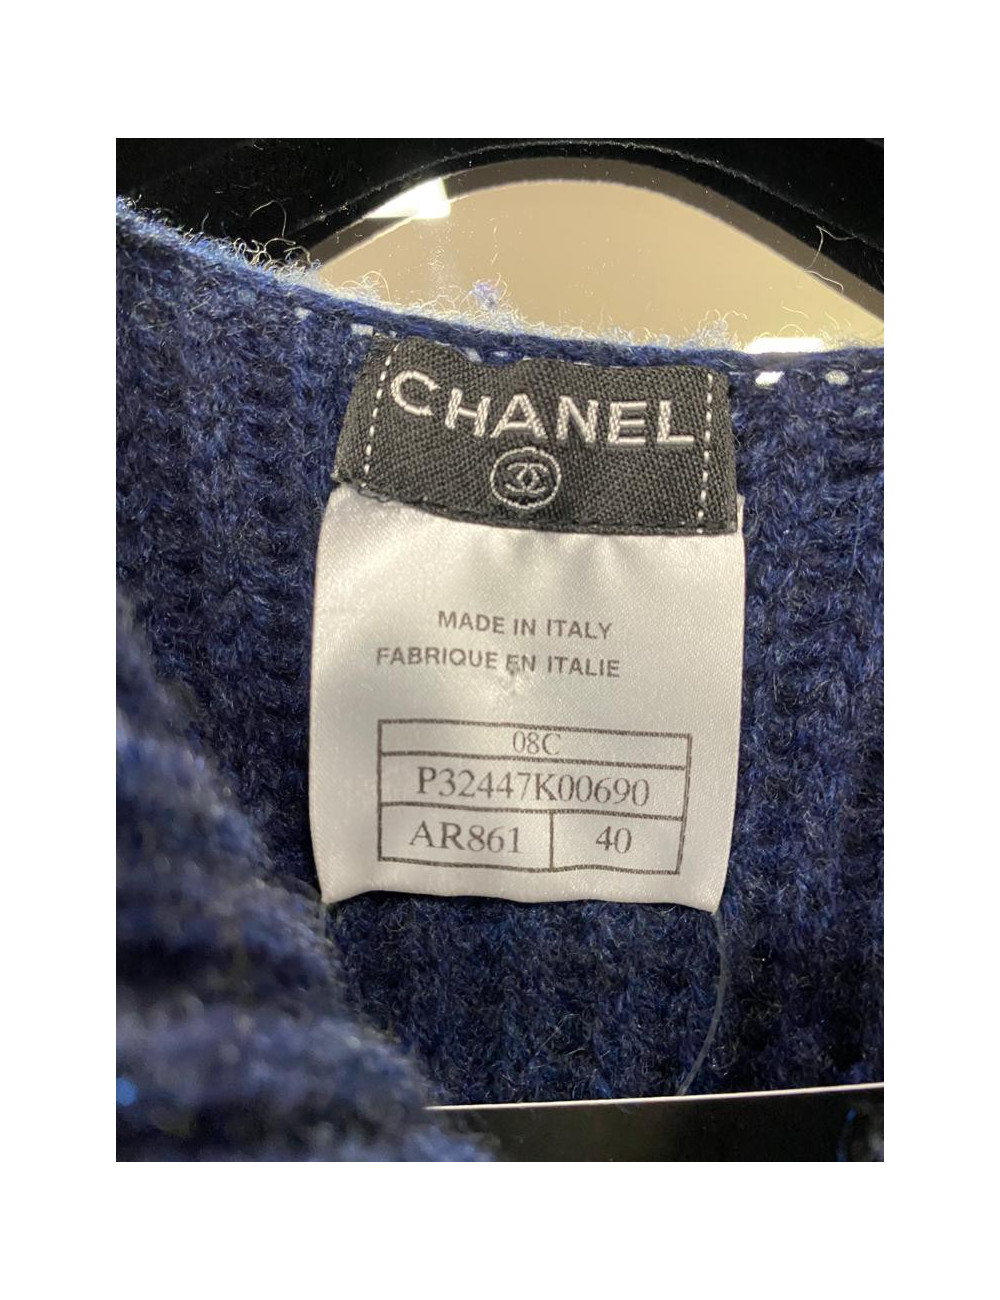 CHANEL
MADE IN ITALY
FABRIQUE EN ITALIE
08C
P32447K00690
AR861 40